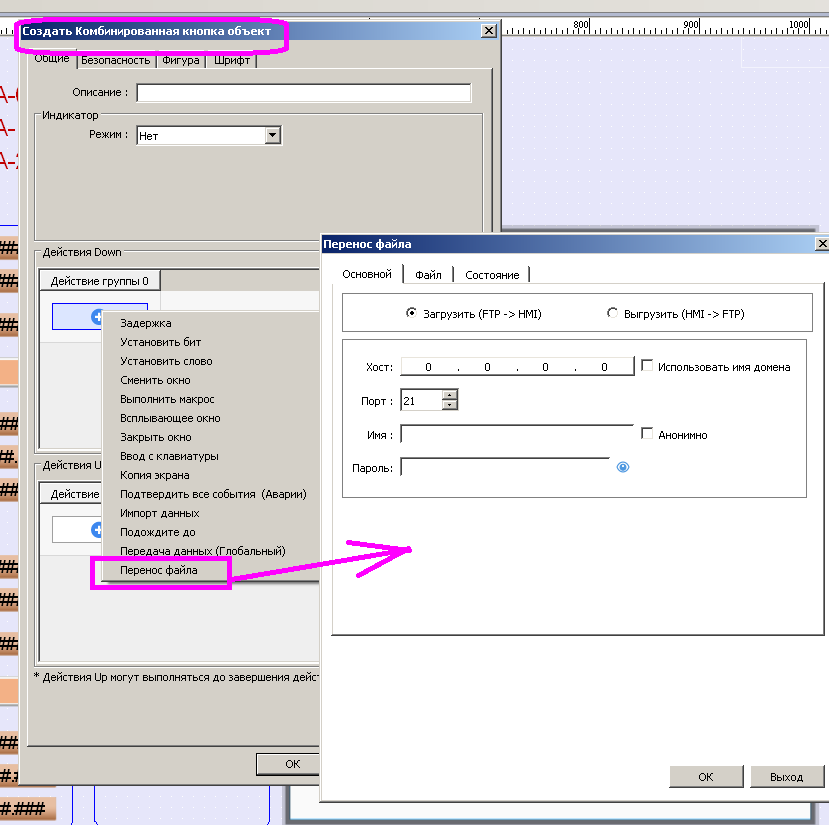 800 900 1000
Создать Комбинированная кнопка объект
Общие Безопасность Фигура Шрифт
Описание :
Индикатор
Режим : Нет
Действия Down
Действие группы 0
Задержка
Установить бит
Установить слово
Сменить окно
Выполнить макрос
Всплывающее окно
Закрыть окно
Ввод с клавиатуры
Копия экрана
Подтвердить все события (Аварии)
Импорт данных
Подождите до
Передача данных (Глобальный)
Перенос файла
Действия U
Действие
* Действия Up могут выполняться до завершения дейст
OK
Перенос файла
Основной Файл Состояние
Загрузить (FTP -> HMI) Выгрузить (HMI -> FTP)
Хост: 0 . 0 . 0 . 0 Использовать имя домена
Порт : 21
Имя : Анонимно
Пароль:
OK Выход
#.###